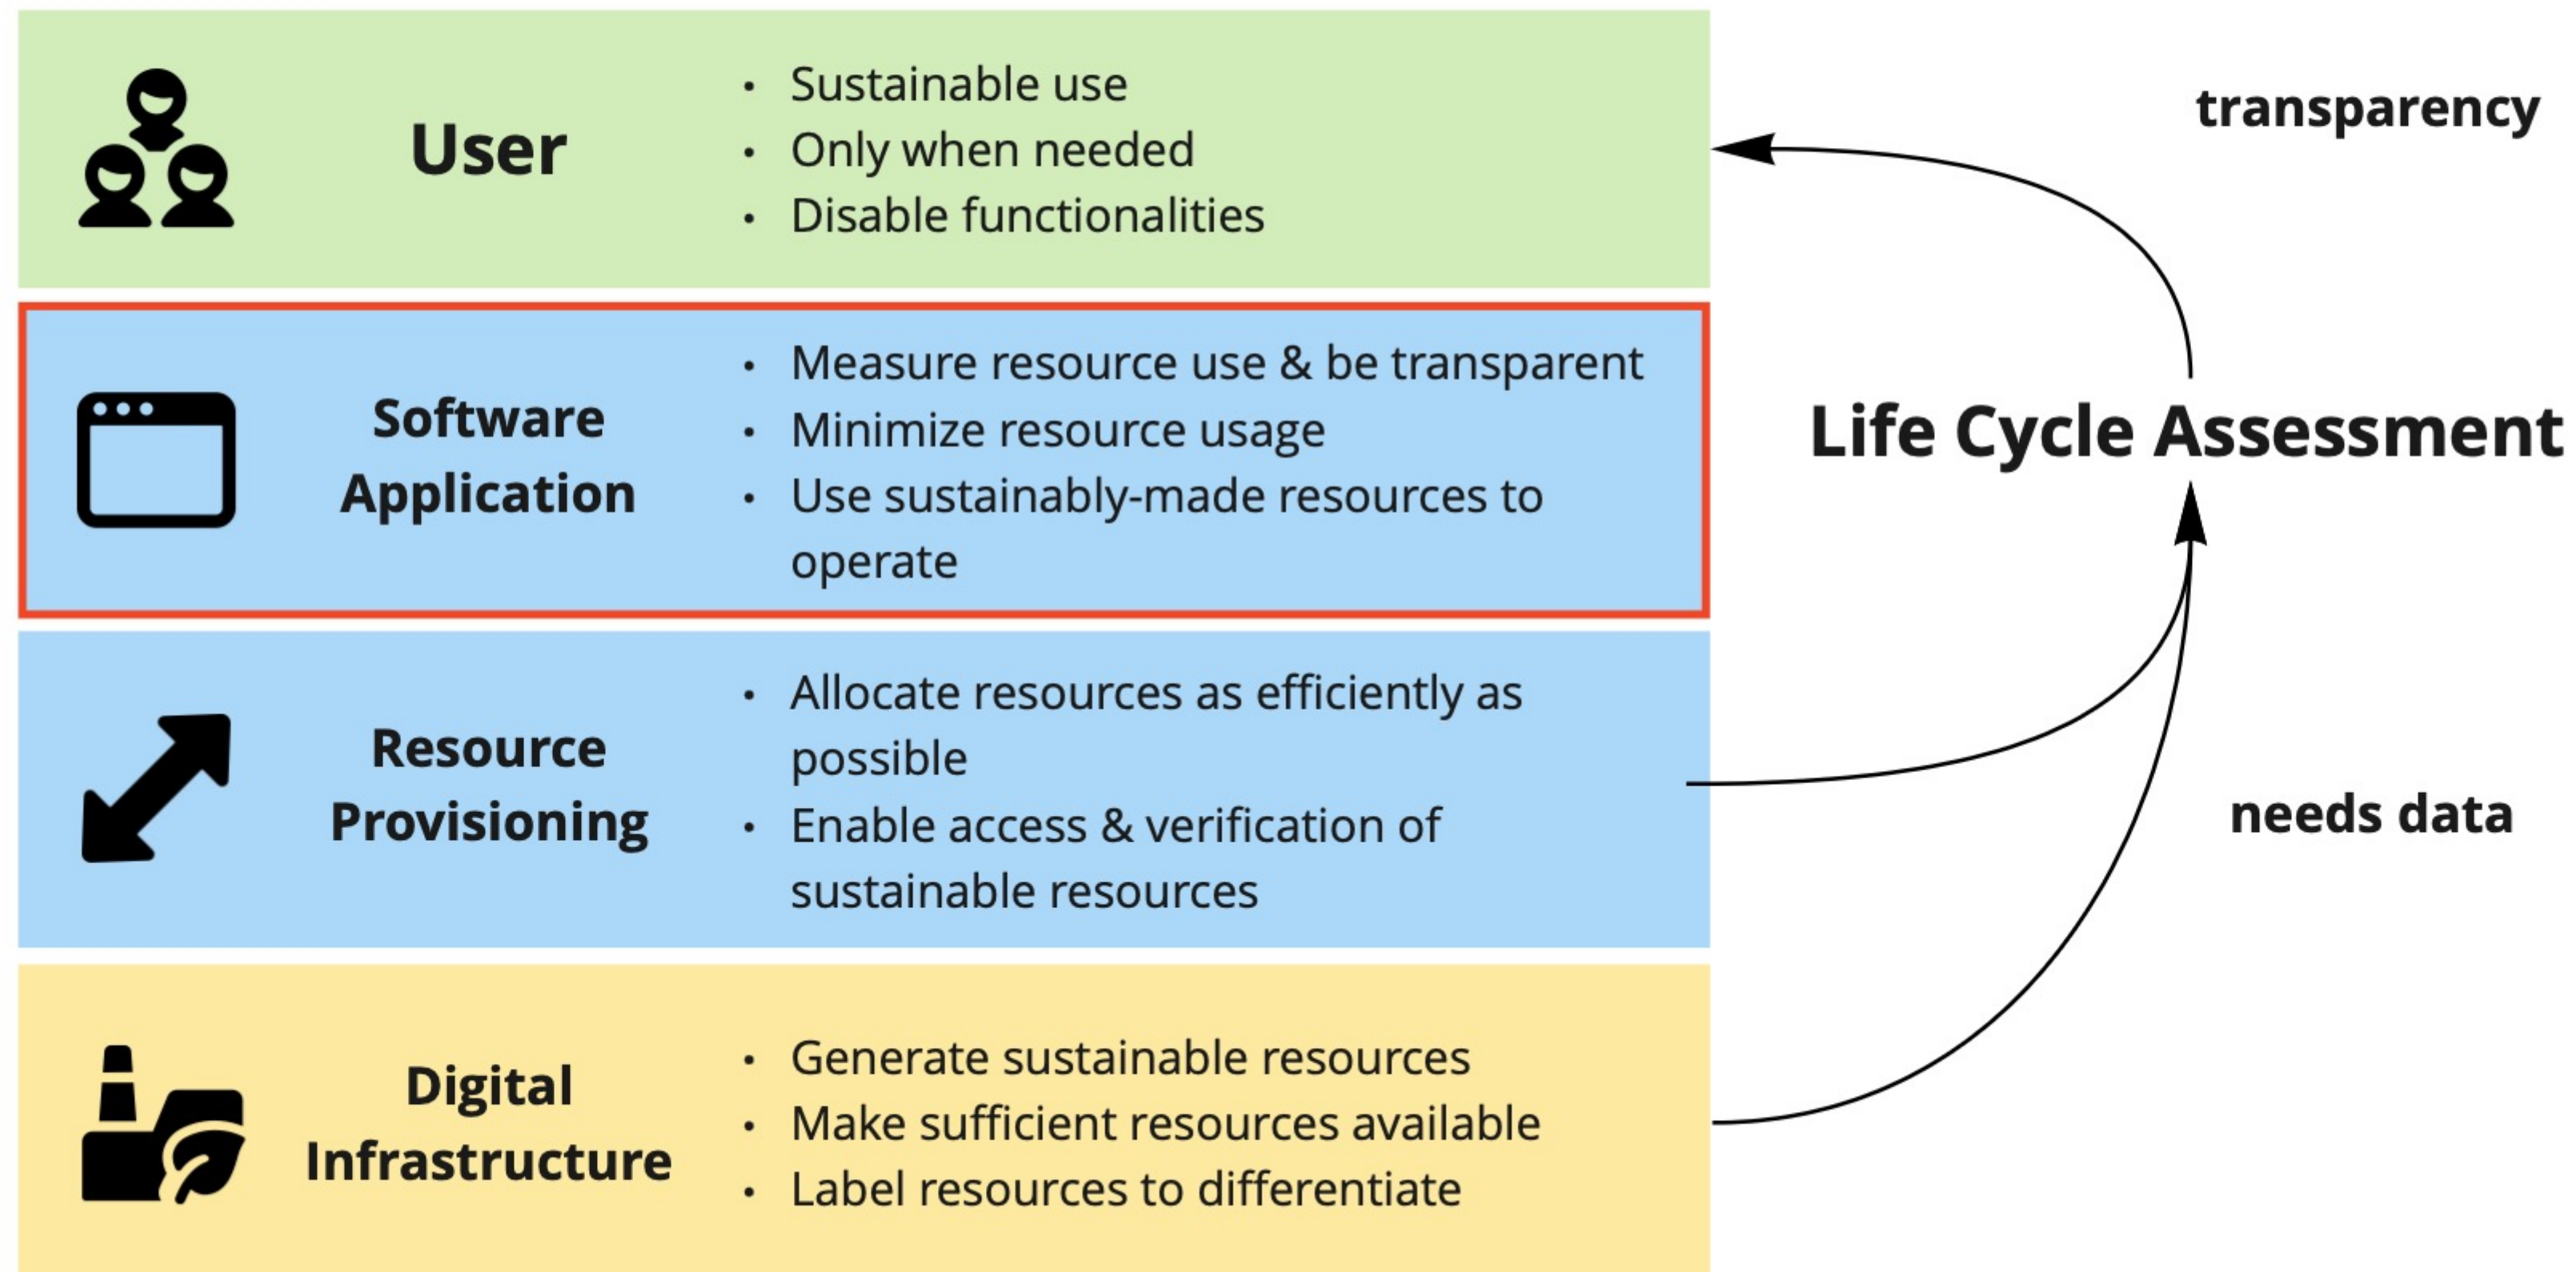 User
• Sustainable use
• Only when needed
• Disable functionalities
transparency
Software
Application
• Measure resource use & be transparent
• Minimize resource usage
• Use sustainably-made resources to
operate
Life Cycle Assessment
Resource
Provisioning
• Allocate resources as efficiently as
possible
• Enable access & verification of
sustainable resources
needs data
Digital
Infrastructure
• Generate sustainable resources
• Make sufficient resources available
• Label resources to differentiate